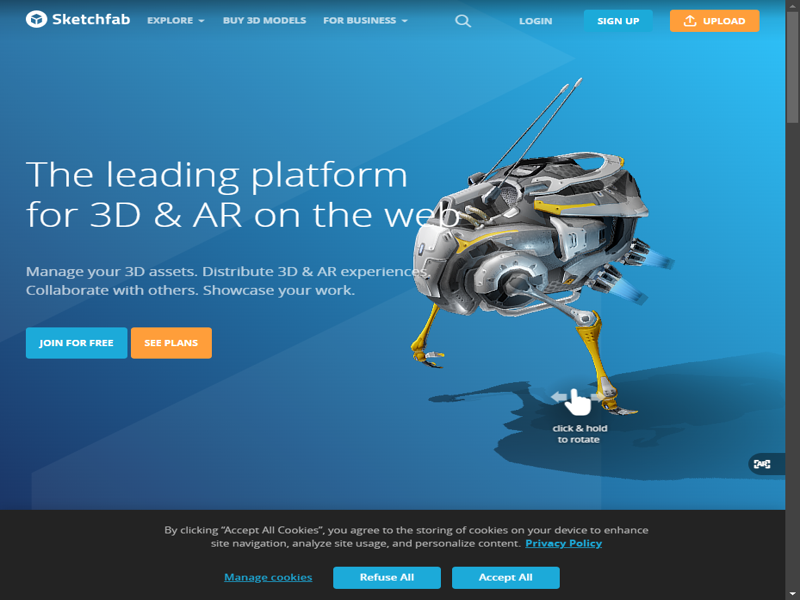 Sketchfab EXPLORE BUY 3D MODELS FOR BUSINESS LOGIN SIGN UP UPLOAD
The leading platform
for 3D & AR on the web
Manage your 3D assets. Distribute 3D & AR experiences.
Collaborate with others. Showcase your work.
JOIN FOR FREE SEE PLANS
click & hold
to rotate
By clicking “Accept All Cookies”, you agree to the storing of cookies on your device to enhance
site navigation, analyze site usage, and personalize content. Privacy Policy
Manage cookies Refuse All Accept All